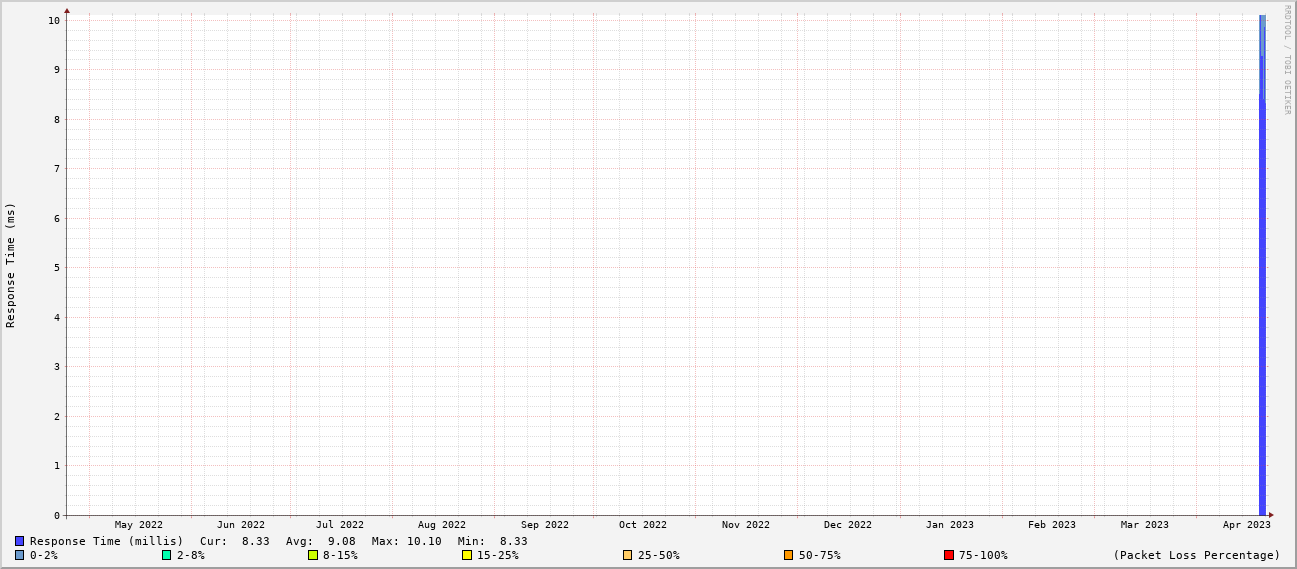 RRDTOOL / TOBI OETIKER
Response Time (ms)
10
9
8
7
6
5
4
3
2
1
0
May 2022 Jun 2022 Jul 2022 Aug 2022 Sep 2022 Oct 2022 Nov 2022 Dec 2022 Jan 2023 Feb 2023 Mar 2023 Apr 2023
Response Time (millis) Cur: 8.33 Avg: 9.08 Max: 10.10 Min: 8.33
0-2% 2-8% 8-15% 15-25% 25-50% 50-75% 75-100% (Packet Loss Percentage)